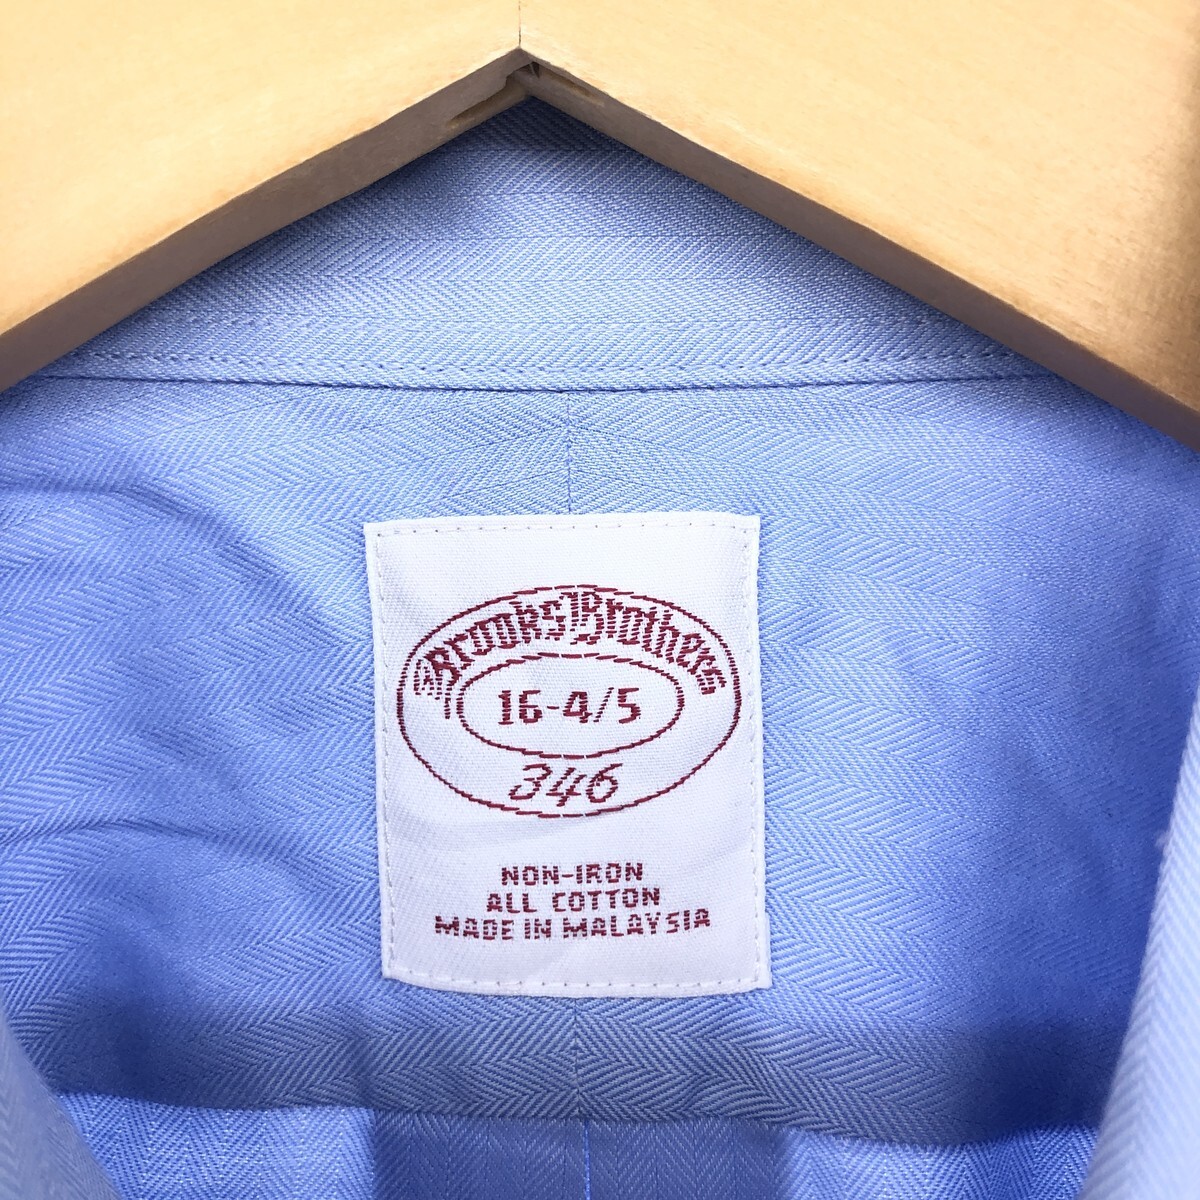 Brooks Brothers
16-4/5
346
NON-IRON
ALL COTTON
MADE IN MALAYSIA